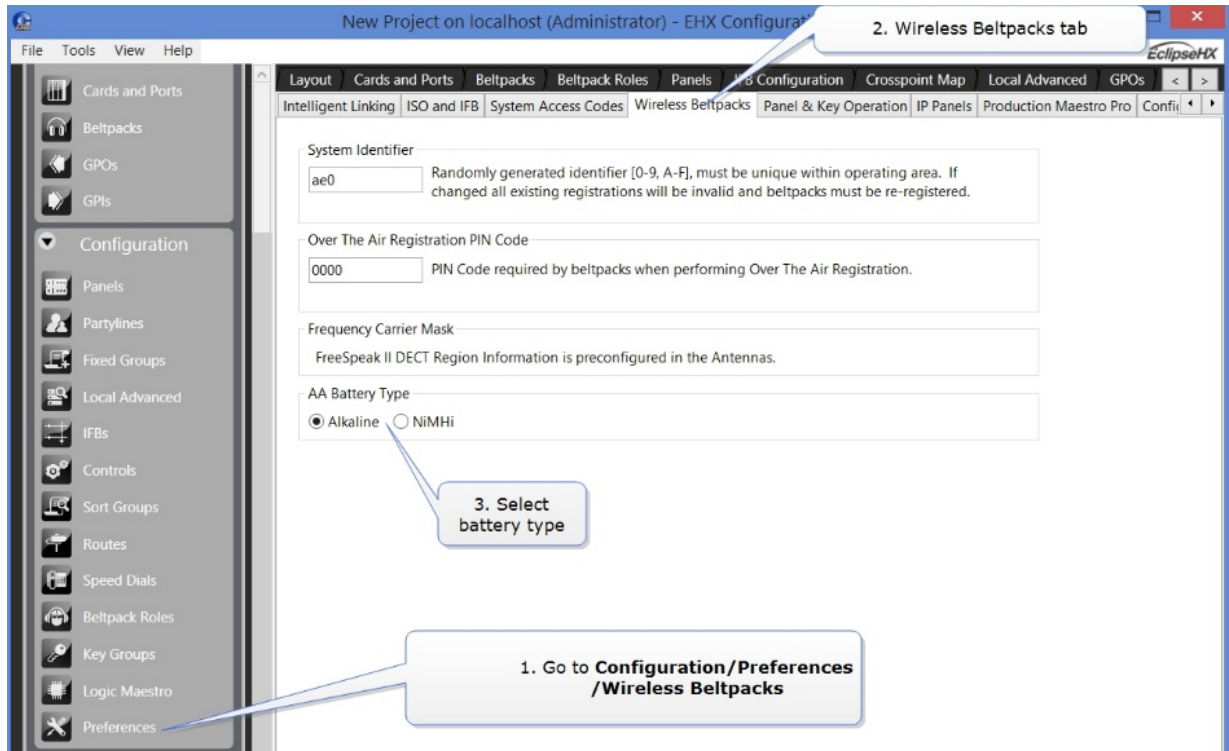 New Project on localhost (Administrator) - EHX Configurati
2. Wireless Beltpacks tab
File Tools View Help
EclipseHX
Layout Cards and Ports Beltpacks Beltpack Roles Panels Configuration Crosspoint Map Local Advanced GPOs
Intelligent Linking ISO and IFB System Access Codes Wireless Beltpacks Panel & Key Operation IP Panels Production Maestro Pro Config
Cards and Ports
Beltpacks
GPOs
GPIs
Configuration
Panels
Partylines
Fixed Groups
Local Advanced
IFBs
Controls
Sort Groups
Routes
Speed Dials
Beltpack Roles
Key Groups
Logic Maestro
Preferences
System Identifier
ae0
Randomly generated identifier [0-9, A-F], must be unique within operating area. If
changed all existing registrations will be invalid and beltpacks must be re-registered.
Over The Air Registration PIN Code
0000 PIN Code required by beltpacks when performing Over The Air Registration.
Frequency Carrier Mask
FreeSpeak II DECT Region Information is preconfigured in the Antennas.
AA Battery Type
Alkaline NiMHi
3. Select
battery type
1. Go to Configuration/Preferences
/Wireless Beltpacks